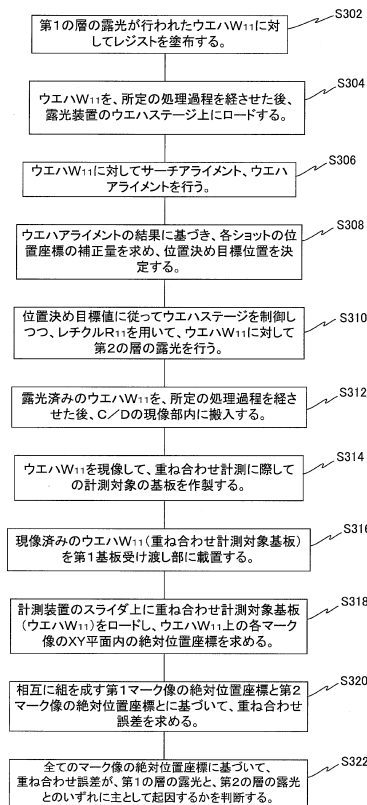 S302
第1の層の露光が行われたウエハW11に対
してレジストを塗布する。
S304
ウエハW11を、所定の処理過程を経させた後、
露光装置のウエハステージ上にロードする。
S306
ウエハW11に対してサーチアライメント、ウエハ
アライメントを行う。
S308
ウエハアライメントの結果に基づき、各ショットの位
置座標の補正量を求め、位置決め目標位置を決
定する。
S310
位置決め目標値に従ってウエハステージを制御し
つつ、レチクルR11を用いて、ウエハW11に対して
第2の層の露光を行う。
S312
露光済みのウエハW11を、所定の処理過程を経さ
せた後、C/Dの現像部内に搬入する。
S314
ウエハW11を現像して、重ね合わせ計測に際して
の計測対象の基板を作製する。
S316
現像済みのウエハW11(重ね合わせ計測対象基板)
を第1基板受け渡し部に載置する。
S318
計測装置のスライダ上に重ね合わせ計測対象基板
(ウエハW11)をロードし、ウエハW11上の各マーク
像のXY平面内の絶対位置座標を求める。
S320
相互に組を成す第1マーク像の絶対位置座標と第2
マーク像の絶対位置座標とに基づいて、重ね合わせ
誤差を求める。
S322
全てのマーク像の絶対位置座標に基づいて、
重ね合わせ誤差が、第1の層の露光と、第2の層の露光
とのいずれに主として起因するかを判断する。